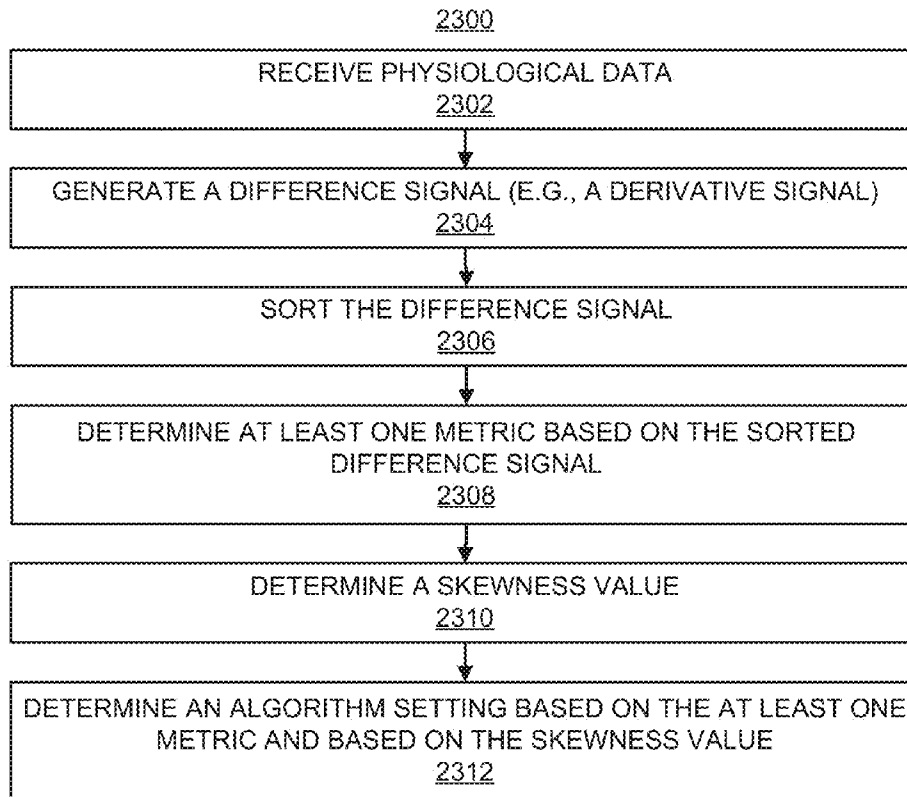 2300
RECEIVE PHYSIOLOGICAL DATA
2302
GENERATE A DIFFERENCE SIGNAL (E.G., A DERIVATIVE SIGNAL)
2304
SORT THE DIFFERENCE SIGNAL
2306
DETERMINE AT LEAST ONE METRIC BASED ON THE SORTED
DIFFERENCE SIGNAL
2308
DETERMINE A SKEWNESS VALUE
2310
DETERMINE AN ALGORITHM SETTING BASED ON THE AT LEAST ONE
METRIC AND BASED ON THE SKEWNESS VALUE
2312